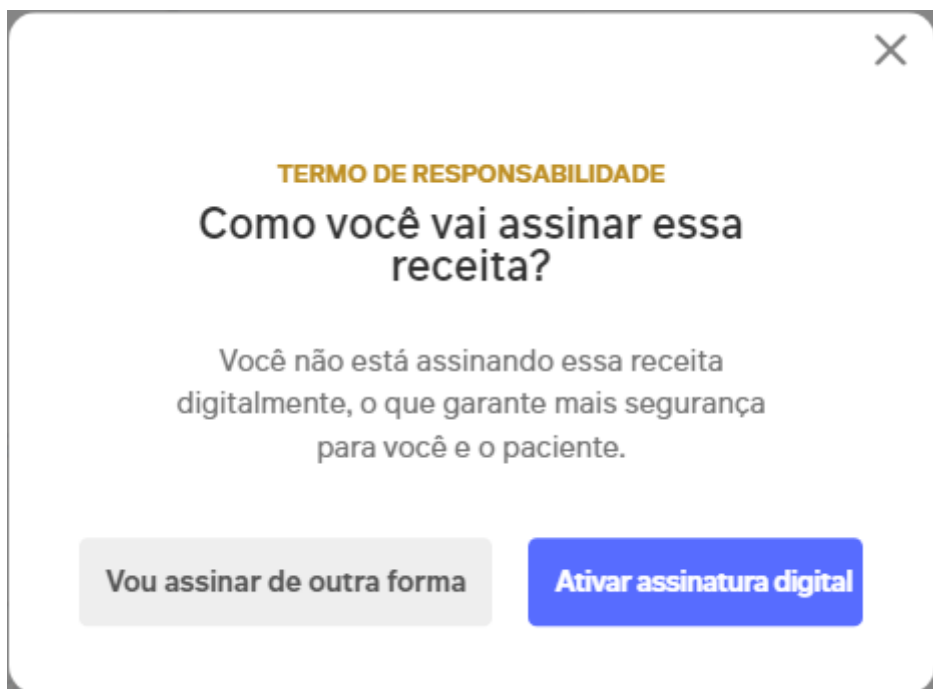 TERMO DE RESPONSABILIDADE
Como você vai assinar essa
receita?
Você não está assinando essa receita
digitalmente, o que garante mais segurança
para você e o paciente.
Vou assinar de outra forma
Ativar assinatura digital